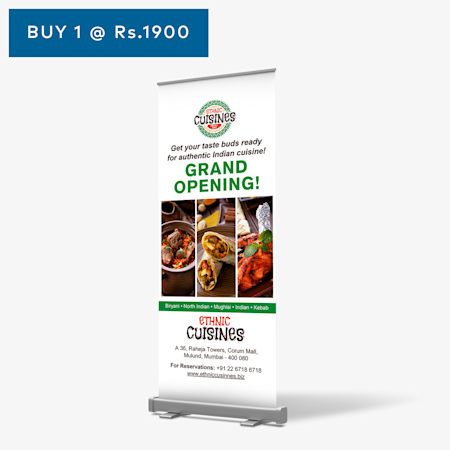 BUY 1 @ Rs.1900
ETHNIC
CUISINES
Get your taste buds ready
for authentic Indian cuisine!
GRAND
OPENING!
Biryani • North Indian • Mughlai • Indian • Kebab
ETHNIC
CUISINES
A 36, Raheja Towers, Corum Mall,
Mulund, Mumbai - 400 080
For Reservations: +91 22 6718 6718
www.ethniccusinnes.biz